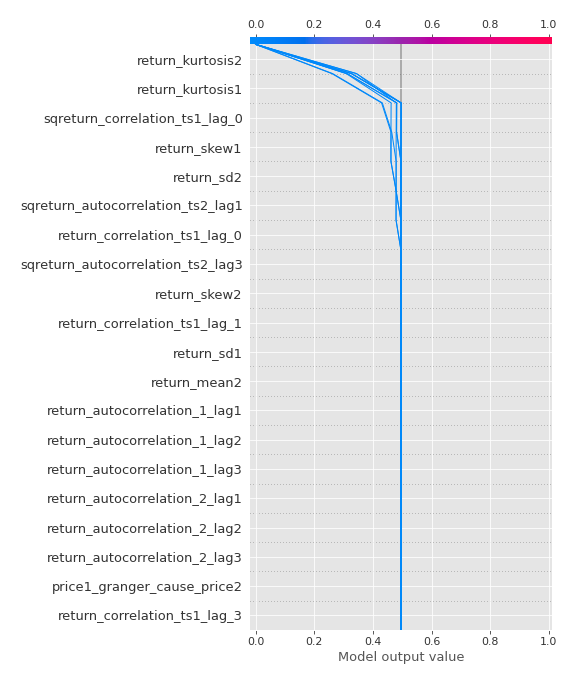 0.0 0.2 0.4 0.6 0.8 1.0
return_kurtosis2
return_kurtosis1
sqreturn_correlation_ts1_lag_0
return_skew1
return_sd2
sqreturn_autocorrelation_ts2_lag1
return_correlation_ts1_lag_0
sqreturn_autocorrelation_ts2_lag3
return_skew2
return_correlation_ts1_lag_1
return_sd1
return_mean2
return_autocorrelation_1_lag1
return_autocorrelation_1_lag2
return_autocorrelation_1_lag3
return_autocorrelation_2_lag1
return_autocorrelation_2_lag2
return_autocorrelation_2_lag3
price1_granger_cause_price2
return_correlation_ts1_lag_3
0.0 0.2 0.4 0.6 0.8 1.0
Model output value